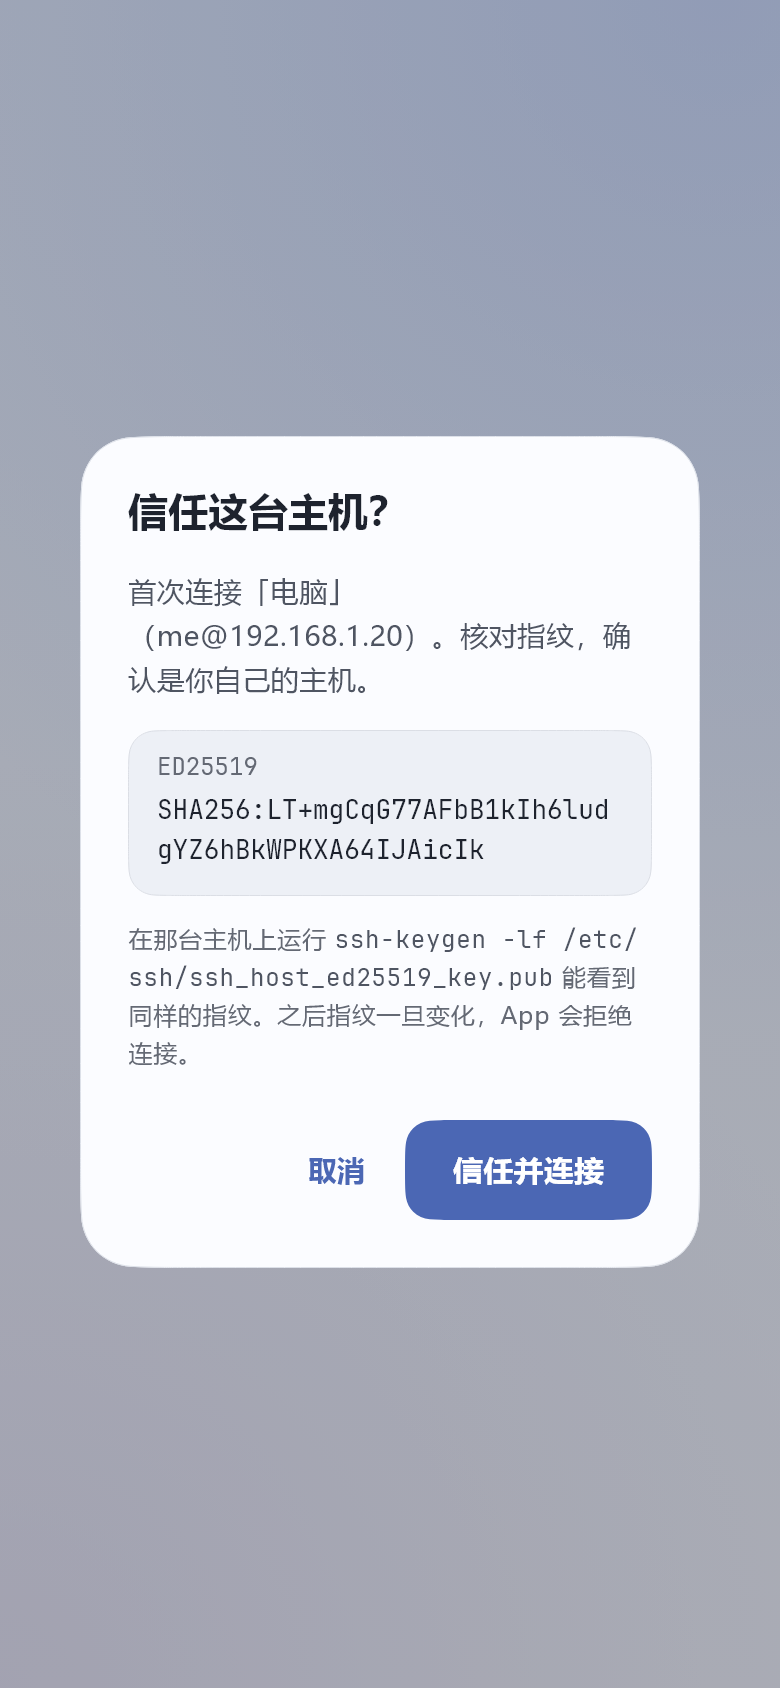 信任这台主机？
首次连接「电脑」
（me@192.168.1.20）。核对指纹，确
认是你自己的主机。
ED25519
SHA256:LT+mgCqG77AFbB1kIh6lud
gYZ6hBkWPKXA64IJAicIk
在那台主机上运行 ssh-keygen -lf /etc/
ssh/ssh_host_ed25519_key.pub 能看到
同样的指纹。之后指纹一旦变化，App 会拒绝
连接。
取消
信任并连接